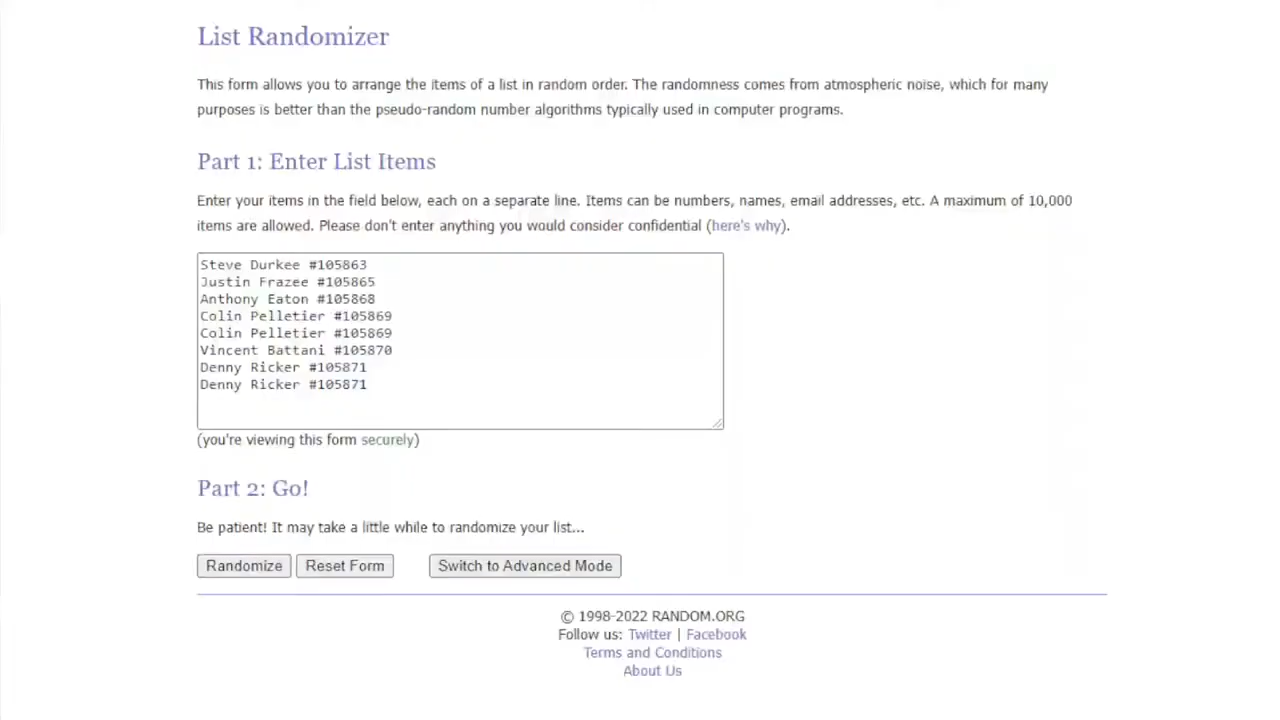 List Randomizer
This form allows you to arrange the items of a list in random order. The randomness comes from atmospheric noise, which for many
purposes is better than the pseudo-random number algorithms typically used in computer programs.
Part 1: Enter List Items
Enter your items in the field below, each on a separate line. Items can be numbers, names, email addresses, etc. A maximum of 10,000
items are allowed. Please don't enter anything you would consider confidential (here's why).
Steve Durkee #105863
Justin Frazee #105865
Anthony Eaton #105868
Colin Pelletier #105869
Colin Pelletier #105869
Vincent Battani #105870
Denny Ricker #105871
Denny Ricker #105871
(you're viewing this form securely)
Part 2: Go!
Be patient! It may take a little while to randomize your list...
Randomize Reset Form Switch to Advanced Mode
© 1998-2022 RANDOM.ORG
Follow us: Twitter | Facebook
Terms and Conditions
About Us